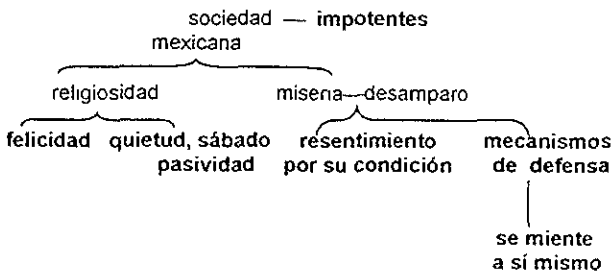 sociedad — impotentes
mexicana
religiosidad miseria—desamparo
felicidad quietud, sábado resentimiento mecanismos
pasividad por su condición de defensa
se miente
a sí mismo